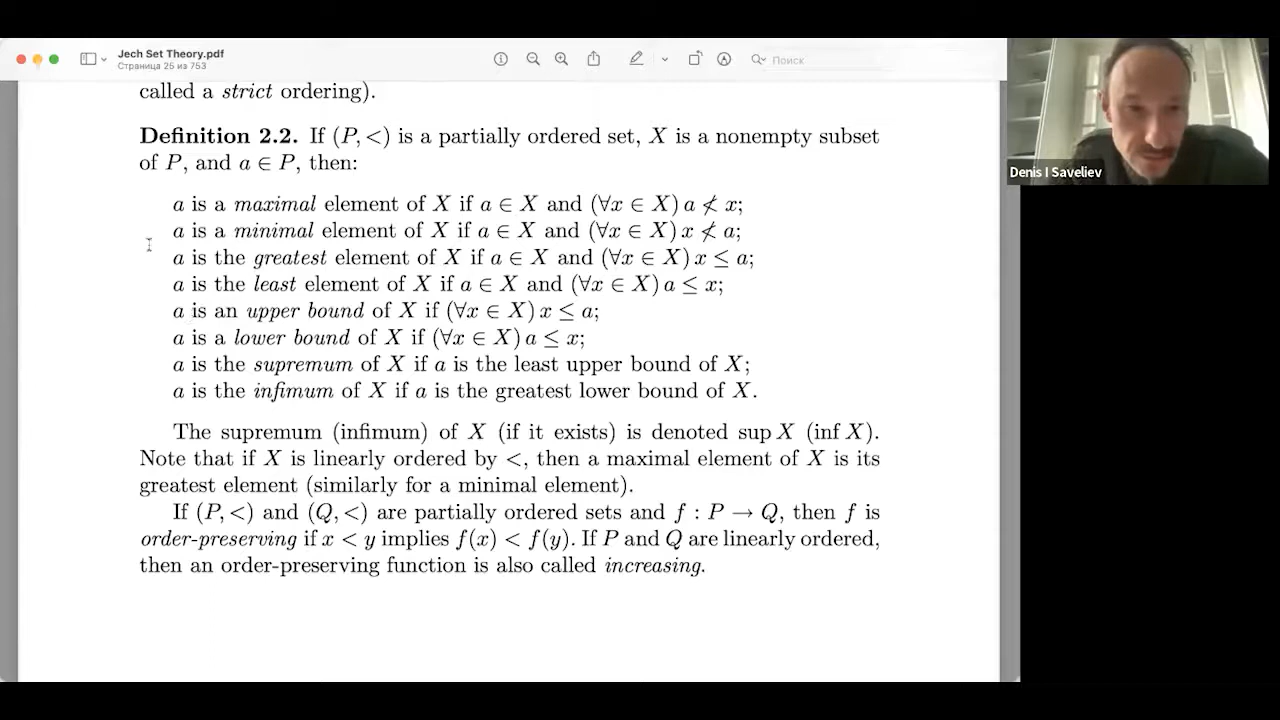 Jech Set Theory.pdf
Страница 25 из 753
Поиск
Denis I Saveliev
called a strict ordering).
Definition 2.2. If (P, <) is a partially ordered set, X is a nonempty subset
of P, and a ∈ P, then:
a is a maximal element of X if a ∈ X and (∀x ∈ X) a ≮ x;
a is a minimal element of X if a ∈ X and (∀x ∈ X) x ≮ a;
a is the greatest element of X if a ∈ X and (∀x ∈ X) x ≤ a;
a is the least element of X if a ∈ X and (∀x ∈ X) a ≤ x;
a is an upper bound of X if (∀x ∈ X) x ≤ a;
a is a lower bound of X if (∀x ∈ X) a ≤ x;
a is the supremum of X if a is the least upper bound of X;
a is the infimum of X if a is the greatest lower bound of X.
The supremum (infimum) of X (if it exists) is denoted sup X (inf X).
Note that if X is linearly ordered by <, then a maximal element of X is its
greatest element (similarly for a minimal element).
If (P, <) and (Q, <) are partially ordered sets and f : P → Q, then f is
order-preserving if x < y implies f(x) < f(y). If P and Q are linearly ordered,
then an order-preserving function is also called increasing.